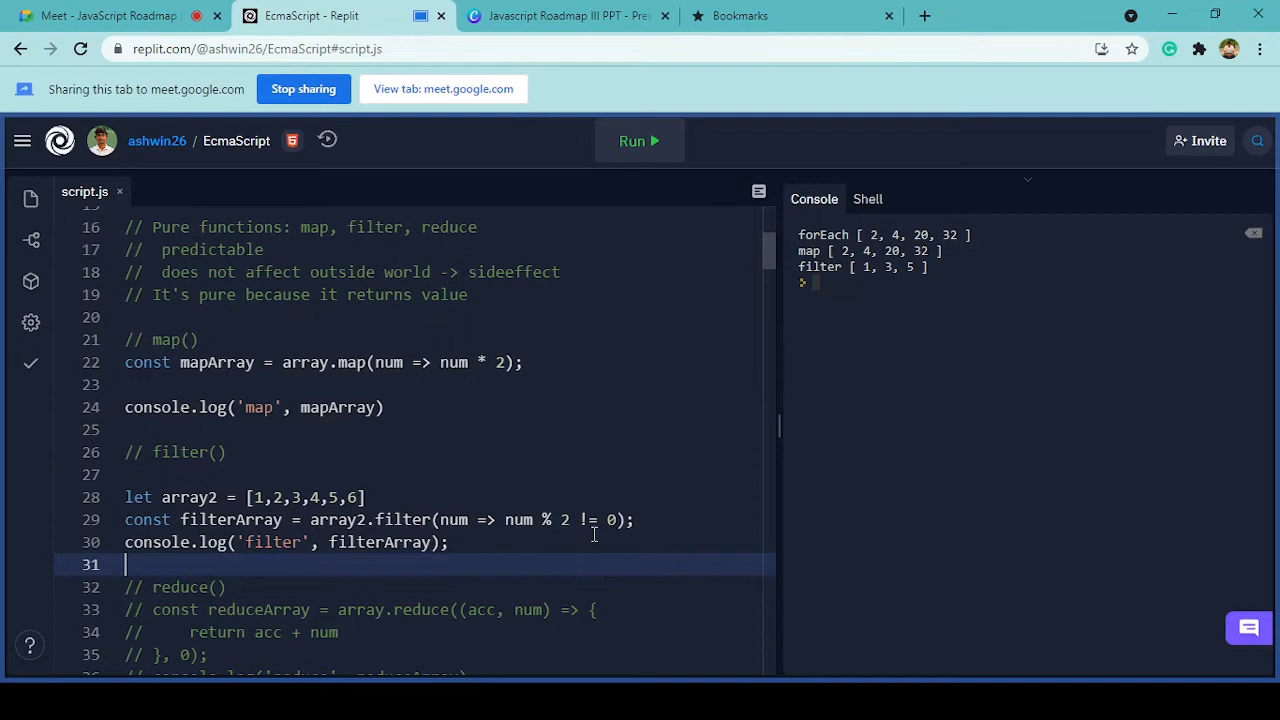 Meet - JavaScript Roadmap
EcmaScript - Replit
Javascript Roadmap III PPT - Pres
Bookmarks
replit.com/@ashwin26/EcmaScript#script.js
Sharing this tab to meet.google.com
Stop sharing
View tab: meet.google.com
ashwin26 / EcmaScript
Run
Invite
script.js
Console
Shell
16 // Pure functions: map, filter, reduce
17 //  predictable
18 //  does not affect outside world -> sideeffect
19 // It's pure because it returns value
20
21 // map()
22 const mapArray = array.map(num => num * 2);
23
24 console.log('map', mapArray)
25
26 // filter()
27
28 let array2 = [1,2,3,4,5,6]
29 const filterArray = array2.filter(num => num % 2 != 0);
30 console.log('filter', filterArray);
31
32 // reduce()
33 // const reduceArray = array.reduce((acc, num) => {
34 //     return acc + num
35 // }, 0);
36 // console.log('reduce', reduceArray)
forEach [ 2, 4, 20, 32 ]
map [ 2, 4, 20, 32 ]
filter [ 1, 3, 5 ]